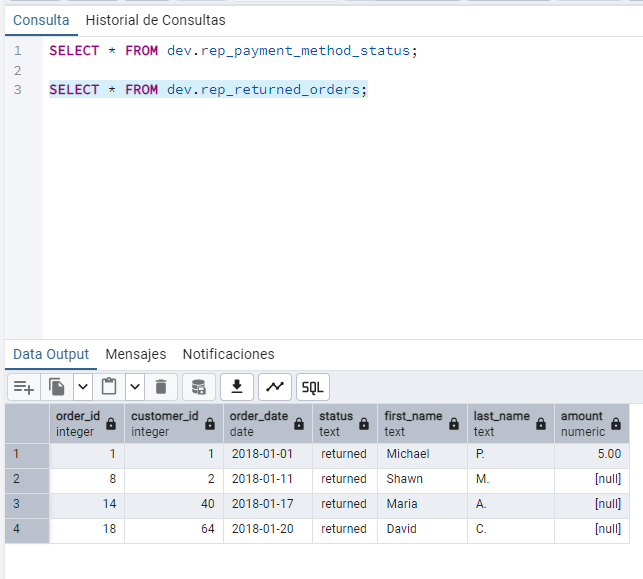 Consulta Historial de Consultas
1 SELECT * FROM dev.rep_payment_method_status;
2
3 SELECT * FROM dev.rep_returned_orders;
Data Output Mensajes Notificaciones
SQL
order_id customer_id order_date status first_name last_name amount
integer integer date text text text numeric
1 1 1 2018-01-01 returned Michael P. 5.00
2 8 2 2018-01-11 returned Shawn M. [null]
3 14 40 2018-01-17 returned Maria A. [null]
4 18 64 2018-01-20 returned David C. [null]